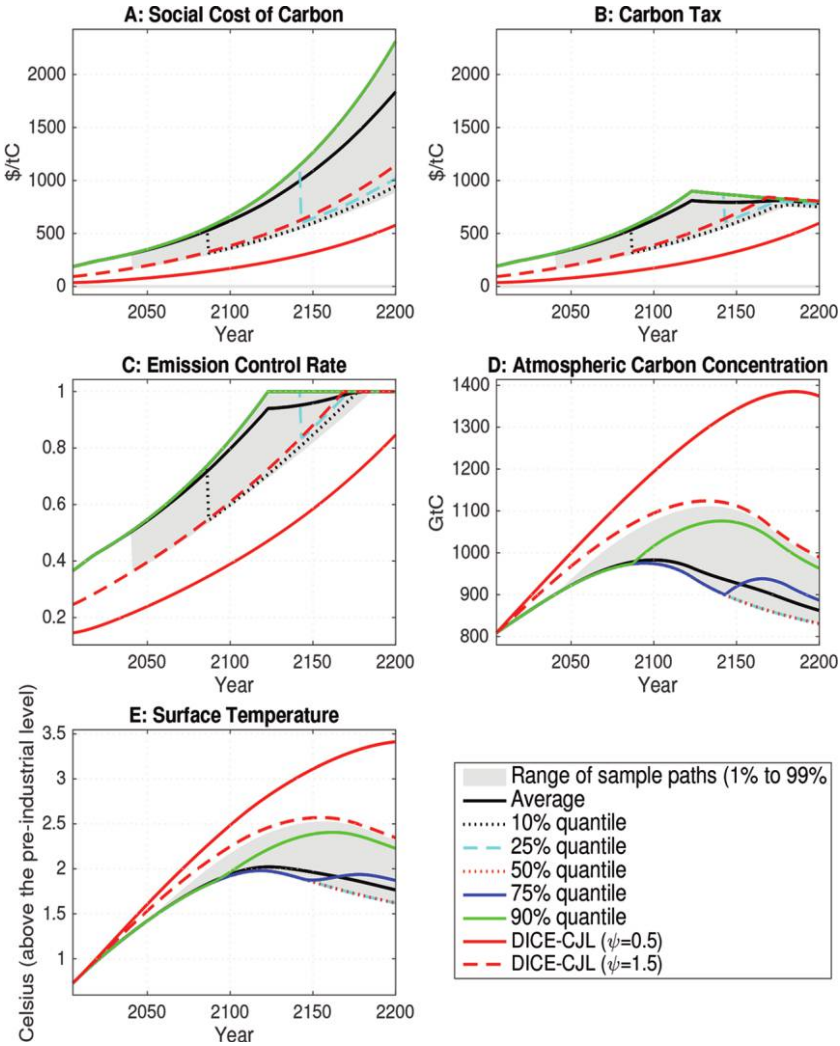 A: Social Cost of Carbon
2000
1500
1000
500
0
$/tC
2050 2100 2150 2200
Year
B: Carbon Tax
2000
1500
1000
500
0
$/tC
2050 2100 2150 2200
Year
C: Emission Control Rate
1
0.8
0.6
0.4
0.2
2050 2100 2150 2200
Year
D: Atmospheric Carbon Concentration
1400
1300
1200
1100
1000
900
800
GtC
2050 2100 2150 2200
Year
E: Surface Temperature
3.5
3
2.5
2
1.5
1
Celsius (above the pre-industrial level)
2050 2100 2150 2200
Year
Range of sample paths (1% to 99%
Average
10% quantile
25% quantile
50% quantile
75% quantile
90% quantile
DICE-CJL (ψ=0.5)
DICE-CJL (ψ=1.5)